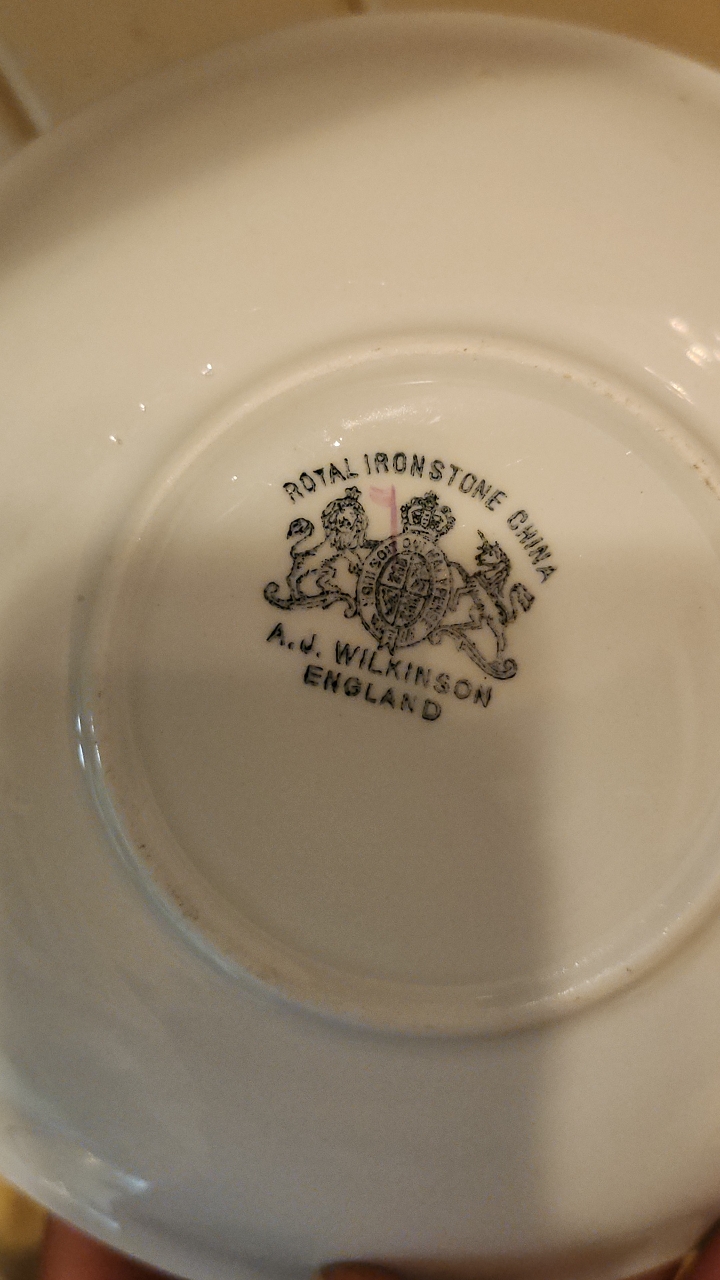 ROYAL IRONSTONE CHINA
A.J. WILKINSON
ENGLAND